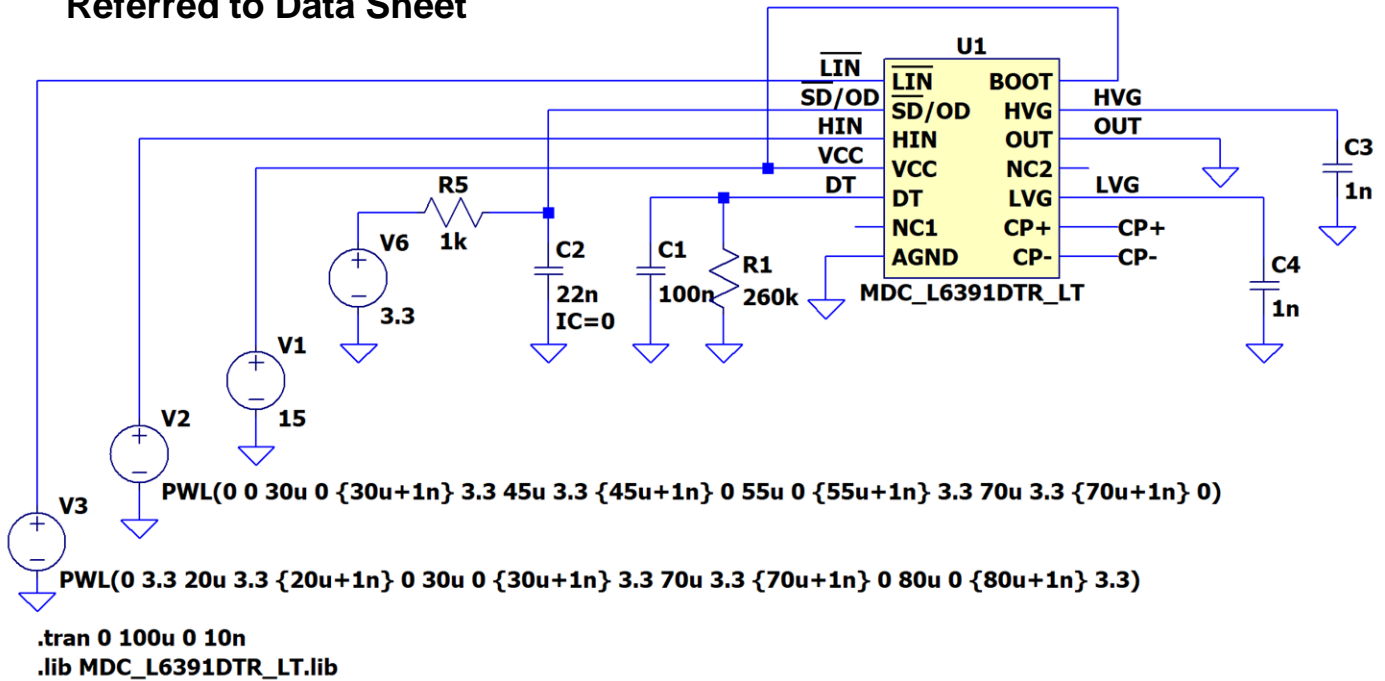 Referred to Data Sheet
U1
LIN
SD/OD
HIN
VCC
DT
LIN
SD/OD
HIN
VCC
DT
NC1
AGND
BOOT
HVG
OUT
NC2
LVG
CP+
CP-
MDC_L6391DTR_LT
HVG
OUT
LVG
CP+
CP-
C3
1n
C4
1n
R5
1k
V6
3.3
C2
22n
IC=0
C1
100n
R1
260k
V1
15
V2
PWL(0 0 30u 0 {30u+1n} 3.3 45u 3.3 {45u+1n} 0 55u 0 {55u+1n} 3.3 70u 3.3 {70u+1n} 0)
V3
PWL(0 3.3 20u 3.3 {20u+1n} 0 30u 0 {30u+1n} 3.3 70u 3.3 {70u+1n} 0 80u 0 {80u+1n} 3.3)
.tran 0 100u 0 10n
.lib MDC_L6391DTR_LT.lib